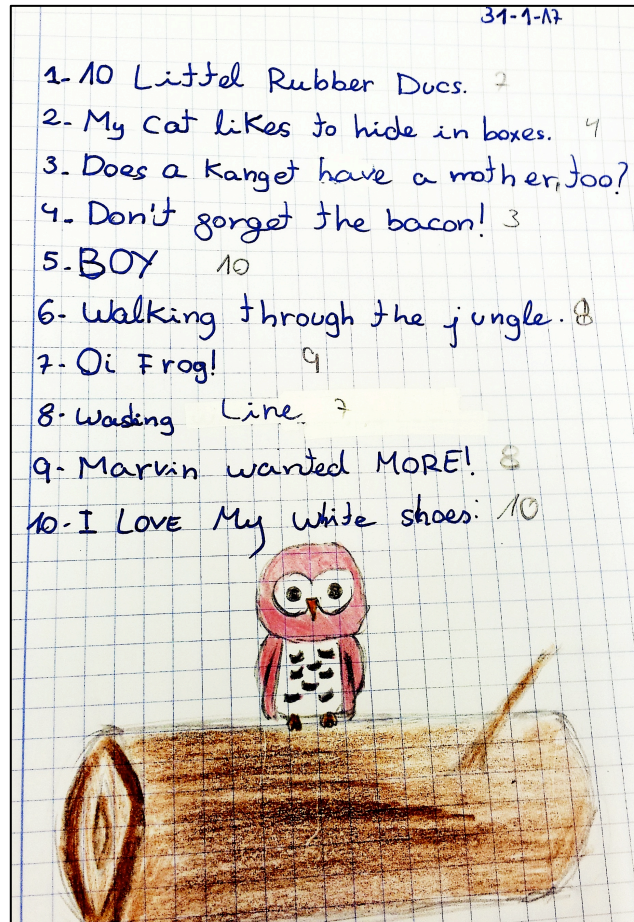 31-1-17
1- 10 Littel Rubber Ducs. 7
2- My cat likes to hide in boxes. 4
3- Does a Kanget have a mother, too?
4- Don't gorget the bacon! 3
5- BOY 10
6- Walking through the jungle. 8
7- Oi Frog! 9
8- Wasing Line. 7
9- Marvin wanted MORE! 8
10- I LOVE My white shoes: 10